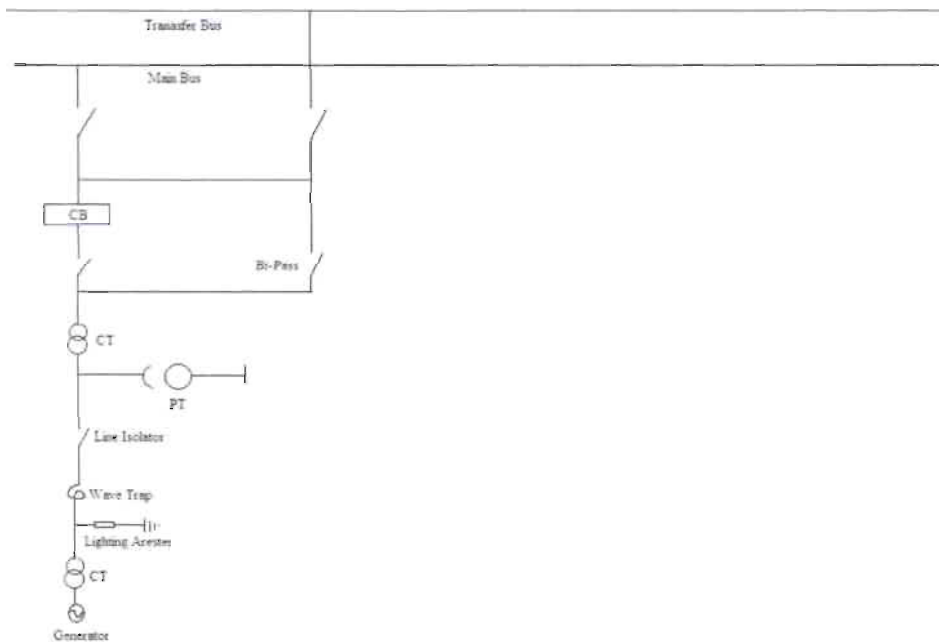 Transfer Bus
Main Bus
CB
Bi-Pass
CT
PT
Line Isolator
Wave Trap
Lighting Arester
CT
Generator